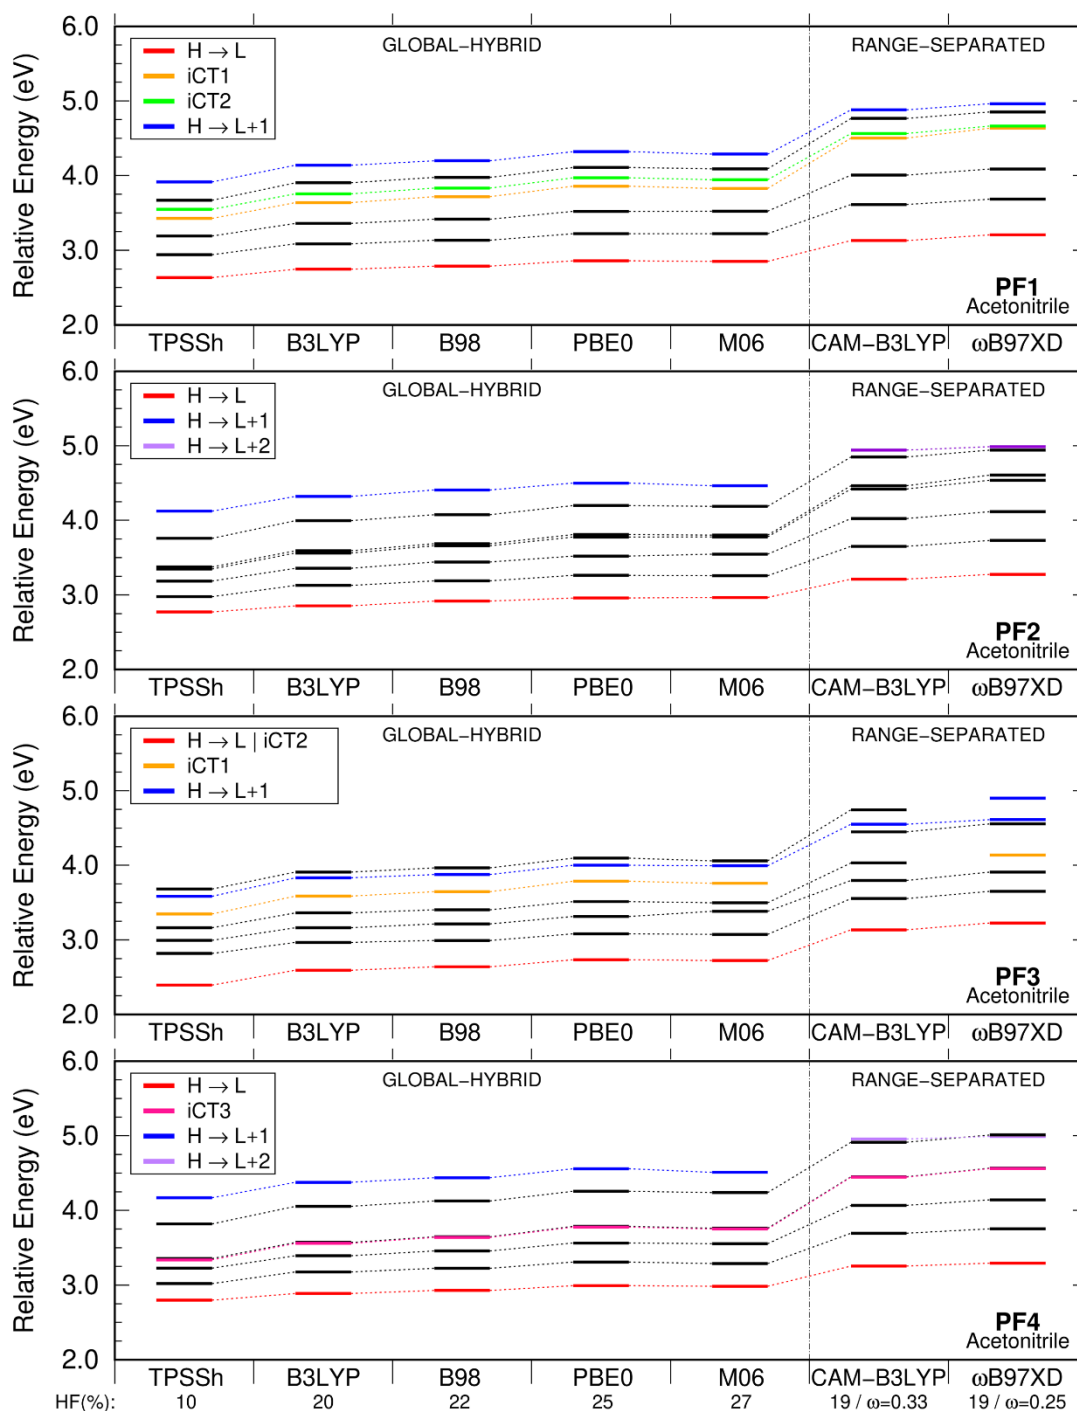 6.0
5.0
4.0
3.0
2.0
Relative Energy (eV)
H → L
iCT1
iCT2
H → L+1
GLOBAL−HYBRID
RANGE−SEPARATED
PF1
Acetonitrile
TPSSh B3LYP B98 PBE0 M06 CAM−B3LYP ωB97XD
6.0
5.0
4.0
3.0
2.0
Relative Energy (eV)
H → L
H → L+1
H → L+2
GLOBAL−HYBRID
RANGE−SEPARATED
PF2
Acetonitrile
TPSSh B3LYP B98 PBE0 M06 CAM−B3LYP ωB97XD
6.0
5.0
4.0
3.0
2.0
Relative Energy (eV)
H → L | iCT2
iCT1
H → L+1
GLOBAL−HYBRID
RANGE−SEPARATED
PF3
Acetonitrile
TPSSh B3LYP B98 PBE0 M06 CAM−B3LYP ωB97XD
6.0
5.0
4.0
3.0
2.0
Relative Energy (eV)
H → L
iCT3
H → L+1
H → L+2
GLOBAL−HYBRID
RANGE−SEPARATED
PF4
Acetonitrile
TPSSh B3LYP B98 PBE0 M06 CAM−B3LYP ωB97XD
HF(%): 10 20 22 25 27 19 / ω=0.33 19 / ω=0.25